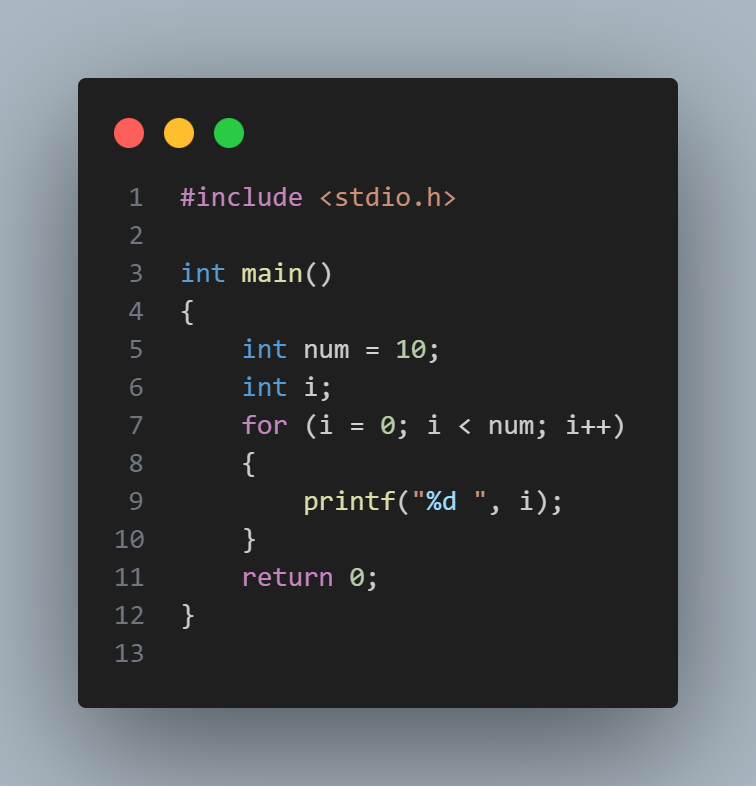 1 #include <stdio.h>
2
3 int main()
4 {
5     int num = 10;
6     int i;
7     for (i = 0; i < num; i++)
8     {
9         printf("%d ", i);
10     }
11     return 0;
12 }
13